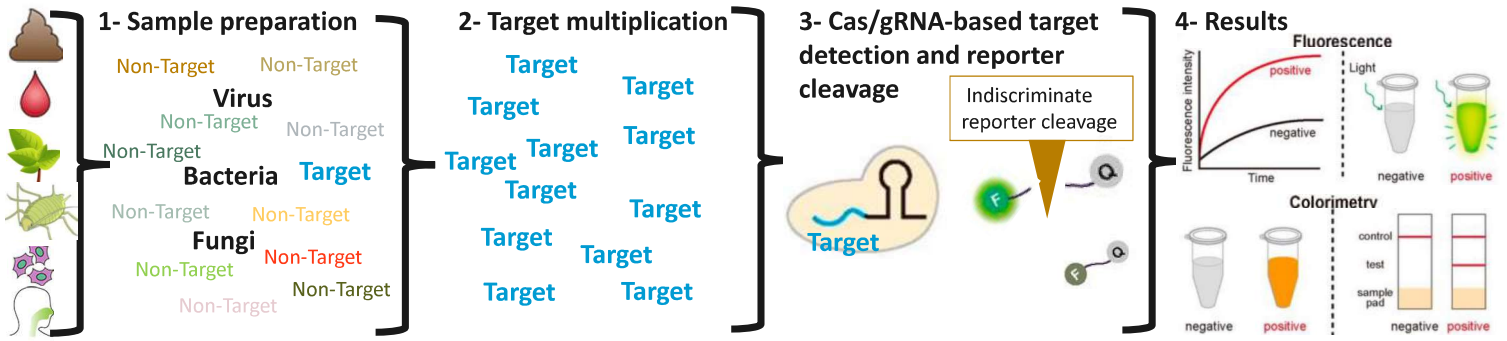 1- Sample preparation
Non-Target
Non-Target
Virus
Non-Target
Non-Target
Non-Target
Bacteria
Target
Non-Target
Non-Target
Fungi
Non-Target
Non-Target
Non-Target
Non-Target
2- Target multiplication
Target
Target
Target
Target
Target
Target
Target
Target
Target
Target
Target
Target
3- Cas/gRNA-based target
detection and reporter
cleavage
Indiscriminate
reporter cleavage
F
Q
Target
F
Q
4- Results
Fluorescence
Fluorescence intensity
positive
negative
Time
Light
negative
positive
Colorimetry
negative
positive
control
test
sample
pad
negative
positive